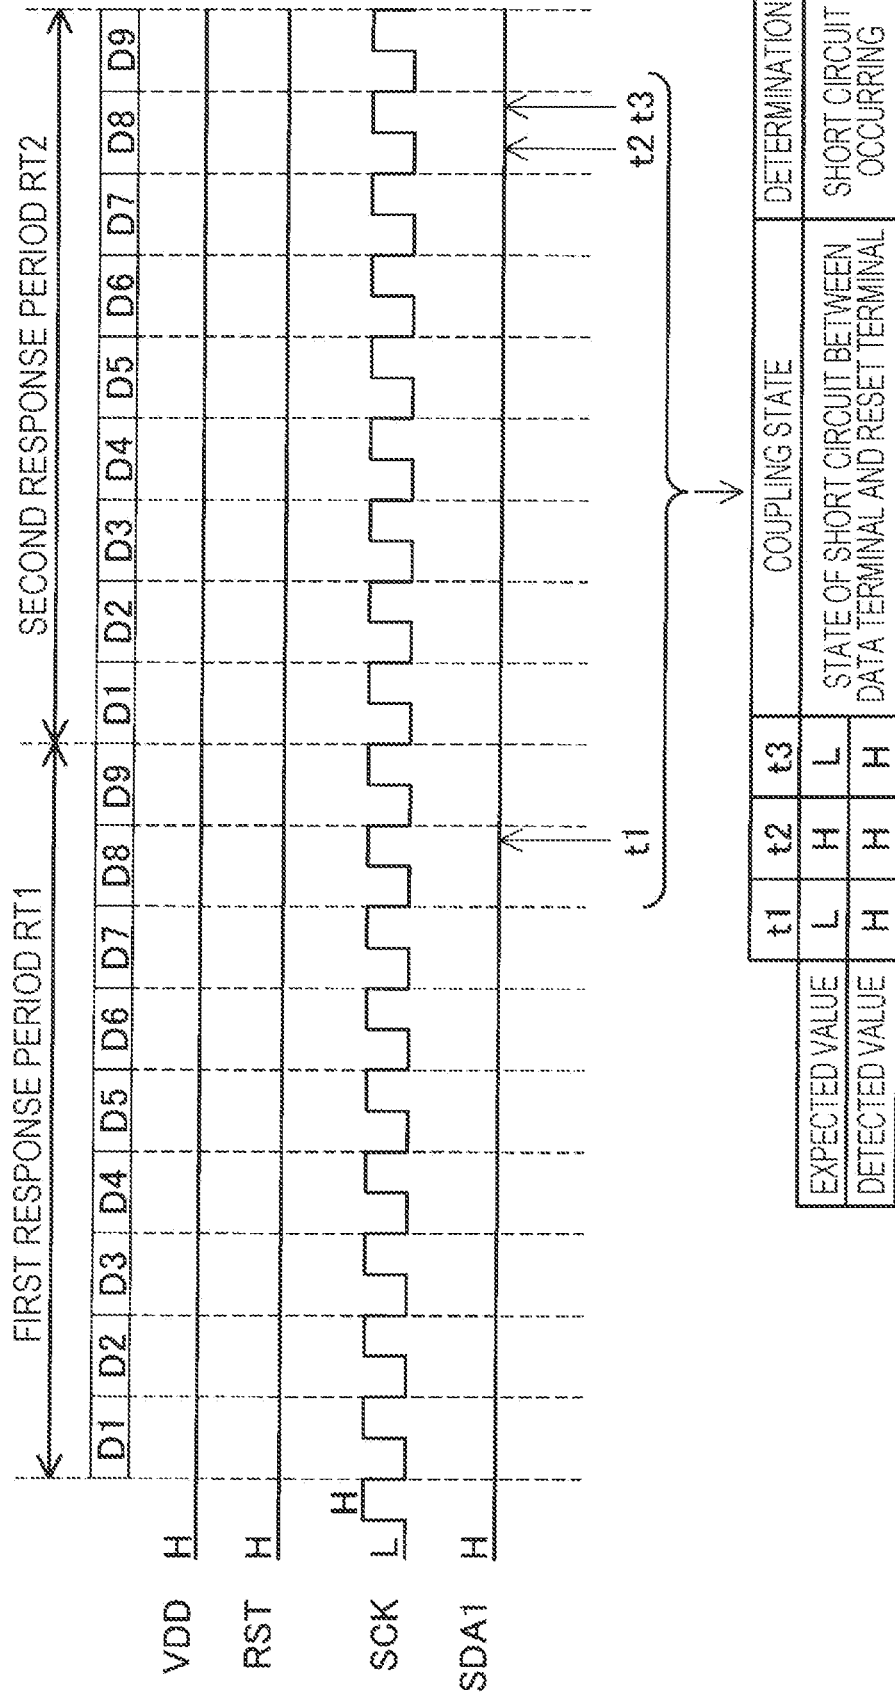 FIRST RESPONSE PERIOD RT1
SECOND RESPONSE PERIOD RT2
D1 D2 D3 D4 D5 D6 D7 D8 D9 D1 D2 D3 D4 D5 D6 D7 D8 D9
VDD H
RST H
SCK L H
SDA1 H
t1
t2 t3
t1 t2 t3 COUPLING STATE DETERMINATION
EXPECTED VALUE L H L
DETECTED VALUE H H H
STATE OF SHORT CIRCUIT BETWEEN
DATA TERMINAL AND RESET TERMINAL
SHORT CIRCUIT
OCCURRING